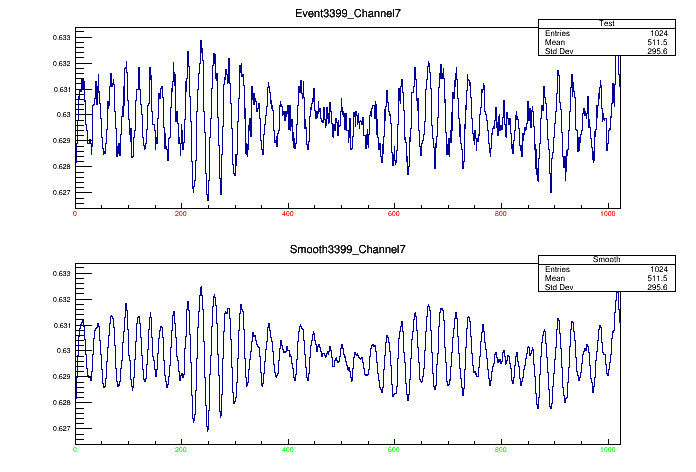 Event3399_Channel7
Test
Entries 1024
Mean 511.5
Std Dev 295.6
0.633
0.632
0.631
0.63
0.629
0.628
0.627
0 200 400 600 800 1000
Smooth3399_Channel7
Smooth
Entries 1024
Mean 511.5
Std Dev 295.6
0.633
0.632
0.631
0.63
0.629
0.628
0.627
0 200 400 600 800 1000